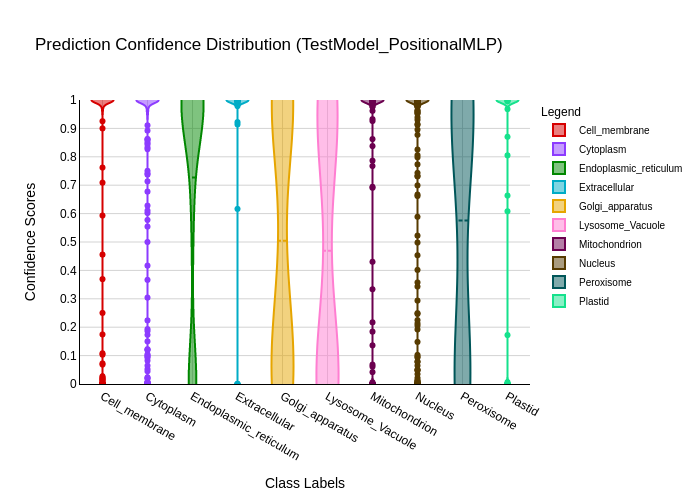 Prediction Confidence Distribution (TestModel_PositionalMLP)
Confidence Scores
1
0.9
0.8
0.7
0.6
0.5
0.4
0.3
0.2
0.1
0
Cell_membrane
Cytoplasm
Endoplasmic_reticulum
Extracellular
Golgi_apparatus
Lysosome_Vacuole
Mitochondrion
Nucleus
Peroxisome
Plastid
Class Labels
Legend
Cell_membrane
Cytoplasm
Endoplasmic_reticulum
Extracellular
Golgi_apparatus
Lysosome_Vacuole
Mitochondrion
Nucleus
Peroxisome
Plastid